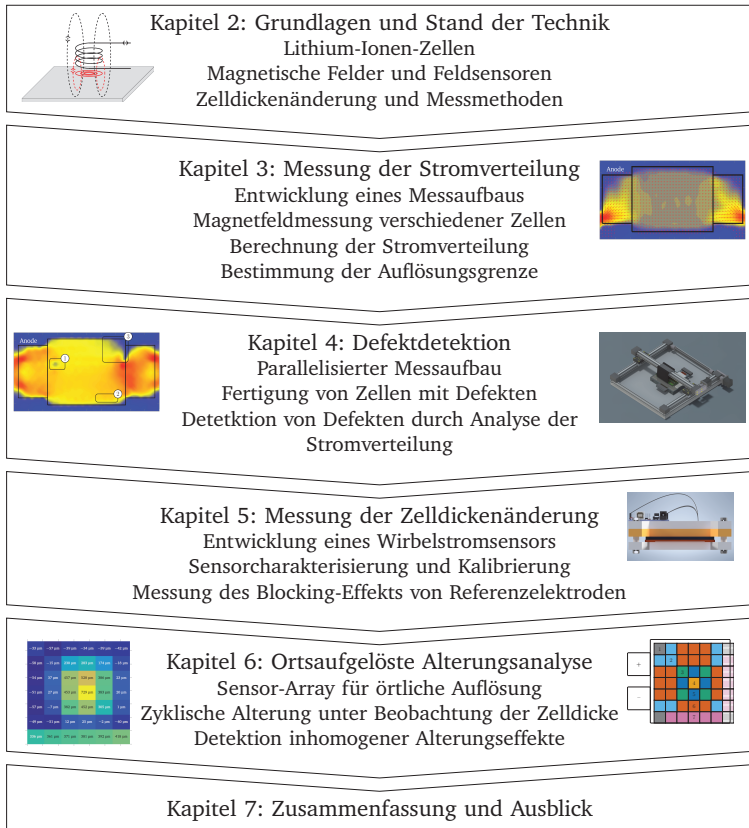 Kapitel 2: Grundlagen und Stand der Technik
Lithium-Ionen-Zellen
Magnetische Felder und Feldsensoren
Zelldickenänderung und Messmethoden
Kapitel 3: Messung der Stromverteilung
Entwicklung eines Messaufbaus
Magnetfeldmessung verschiedener Zellen
Berechnung der Stromverteilung
Bestimmung der Auflösungsgrenze
Anode
Kapitel 4: Defektdetektion
Parallelisierter Messaufbau
Fertigung von Zellen mit Defekten
Detetktion von Defekten durch Analyse der
Stromverteilung
Anode
1
2
3
Kapitel 5: Messung der Zelldickenänderung
Entwicklung eines Wirbelstromsensors
Sensorcharakterisierung und Kalibrierung
Messung des Blocking-Effekts von Referenzelektroden
Kapitel 6: Ortsaufgelöste Alterungsanalyse
Sensor-Array für örtliche Auflösung
Zyklische Alterung unter Beobachtung der Zelldicke
Detektion inhomogener Alterungseffekte
+
−
Kapitel 7: Zusammenfassung und Ausblick